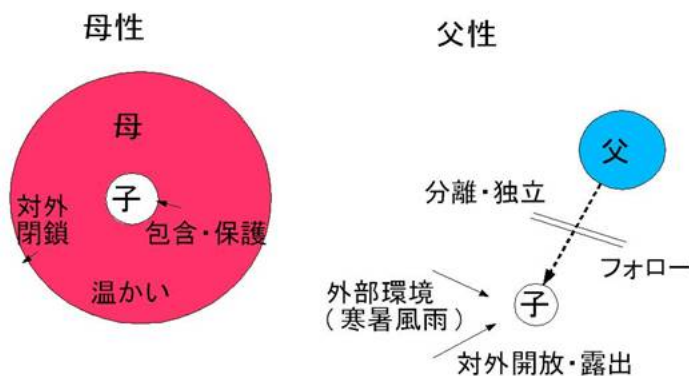 母性
母
子
対外
閉鎖
包含・保護
温かい
父性
父
分離・独立
フォロー
外部環境
（寒暑風雨）
子
対外開放・露出